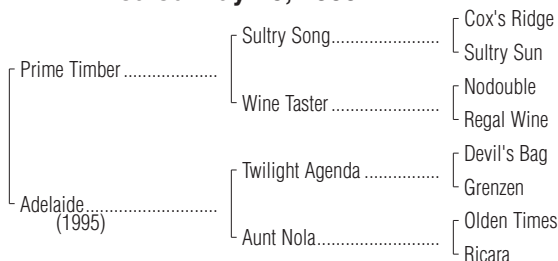 Cox's Ridge
Sultry Song
Sultry Sun
Prime Timber
Nodouble
Wine Taster
Regal Wine
Devil's Bag
Twilight Agenda
Grenzen
Adelaide
(1995)
Olden Times
Aunt Nola
Ricara